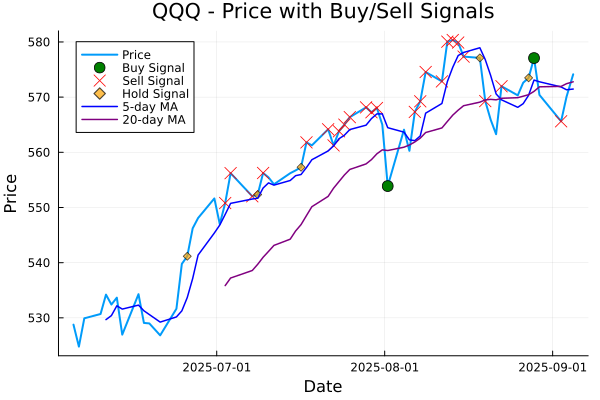 QQQ - Price with Buy/Sell Signals
580
570
560
550
540
530
Price
Price
Buy Signal
Sell Signal
Hold Signal
5-day MA
20-day MA
2025-07-01
2025-08-01
2025-09-01
Date